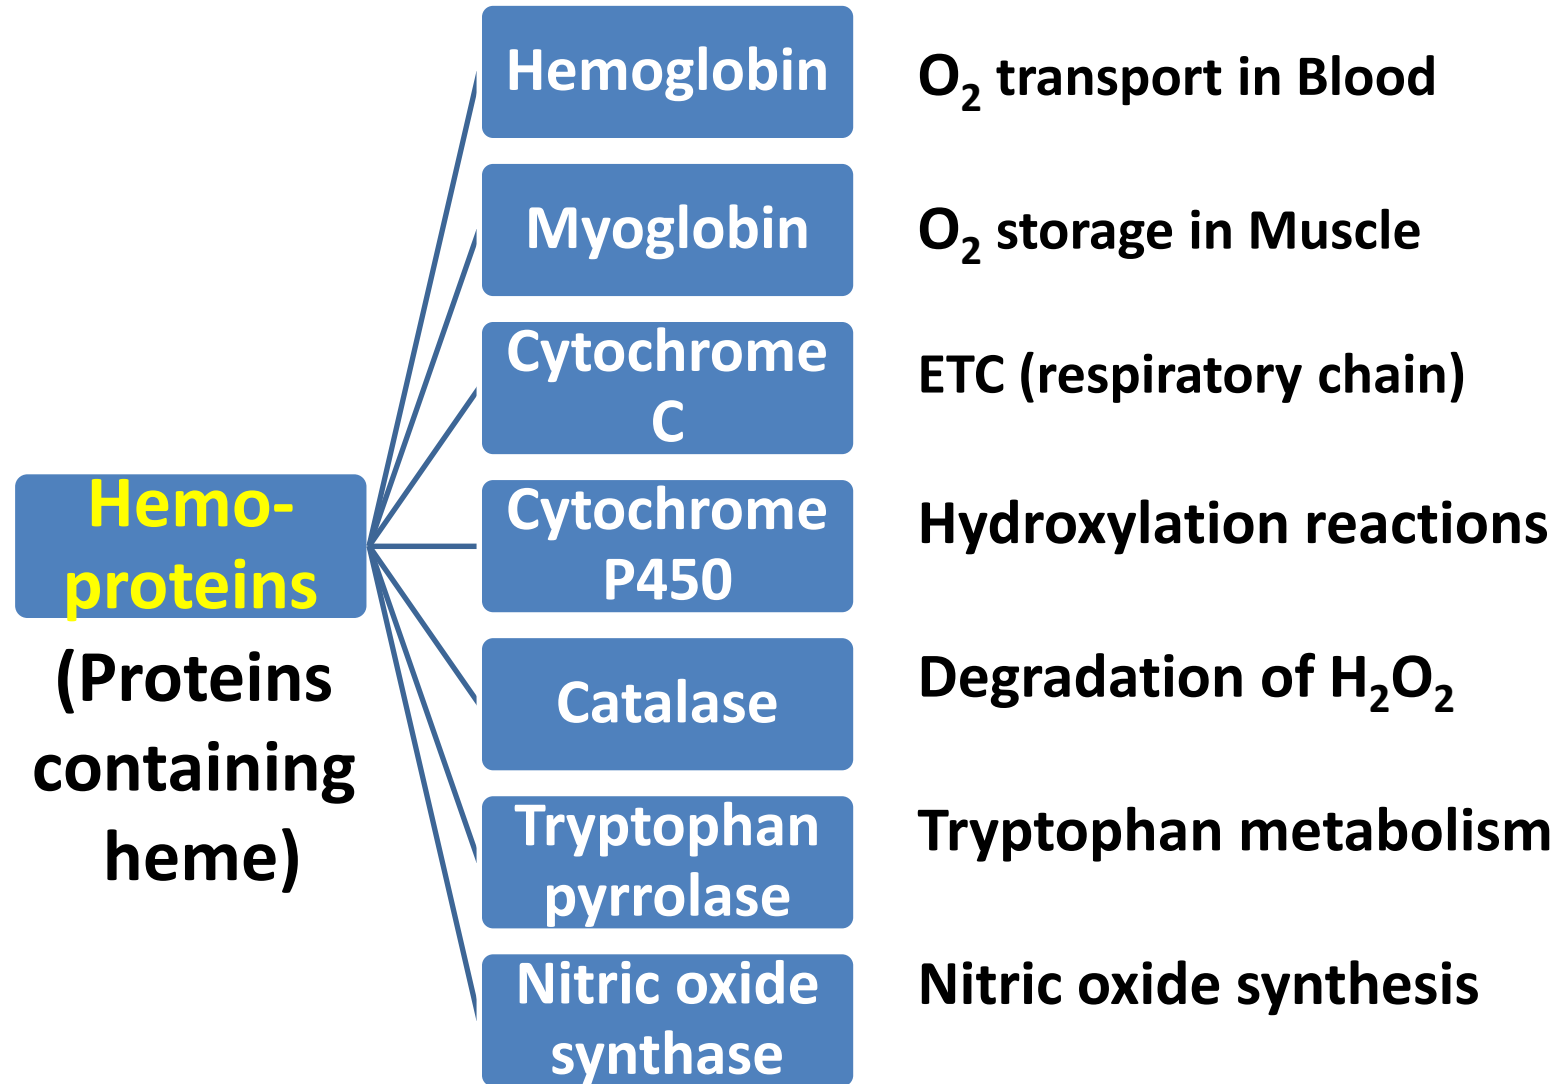 Hemoglobin
O₂ transport in Blood
Myoglobin
O₂ storage in Muscle
Cytochrome
C
ETC (respiratory chain)
Hemo-
proteins
(Proteins
containing
heme)
Cytochrome
P450
Hydroxylation reactions
Catalase
Degradation of H₂O₂
Tryptophan
pyrrolase
Tryptophan metabolism
Nitric oxide
synthase
Nitric oxide synthesis